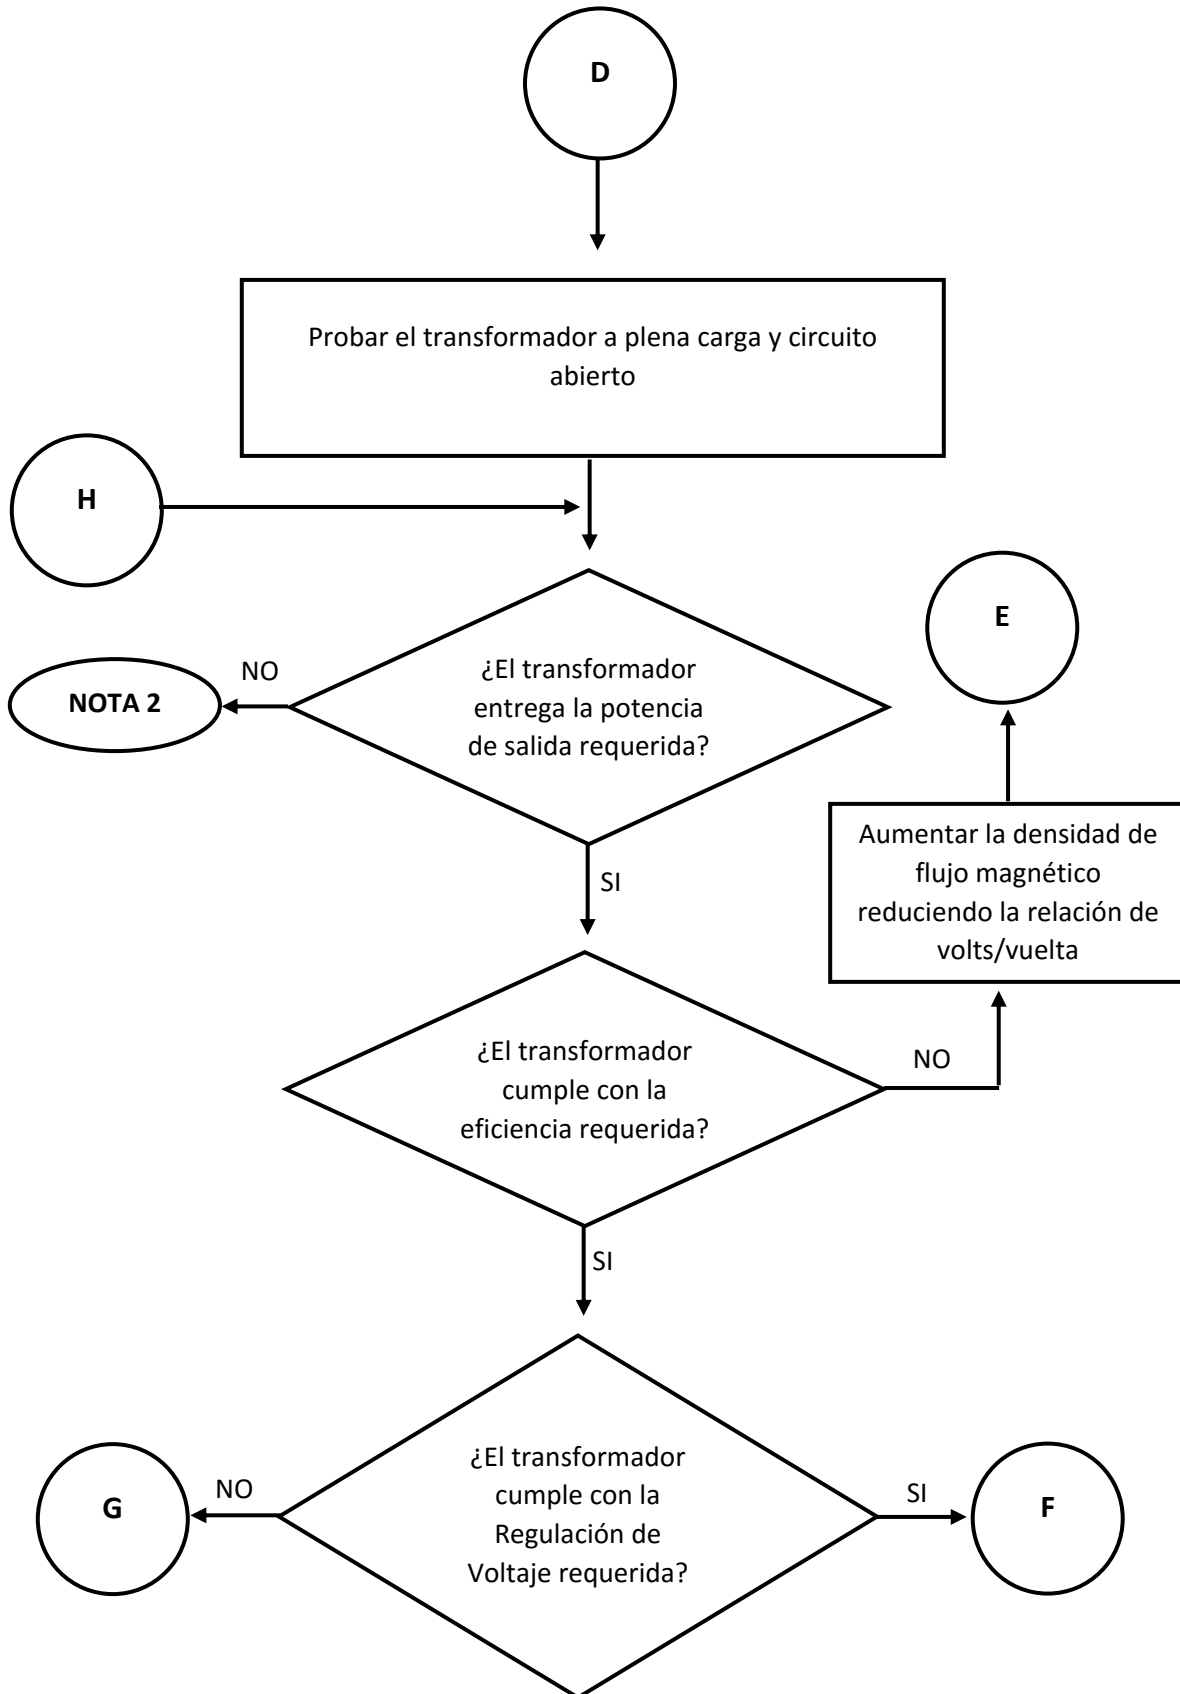 D
Probar el transformador a plena carga y circuito
abierto
H
E
NO
NOTA 2
¿El transformador
entrega la potencia
de salida requerida?
SI
Aumentar la densidad de
flujo magnético
reduciendo la relación de
volts/vuelta
¿El transformador
cumple con la
eficiencia requerida?
NO
SI
¿El transformador
cumple con la
Regulación de
Voltaje requerida?
NO
G
SI
F